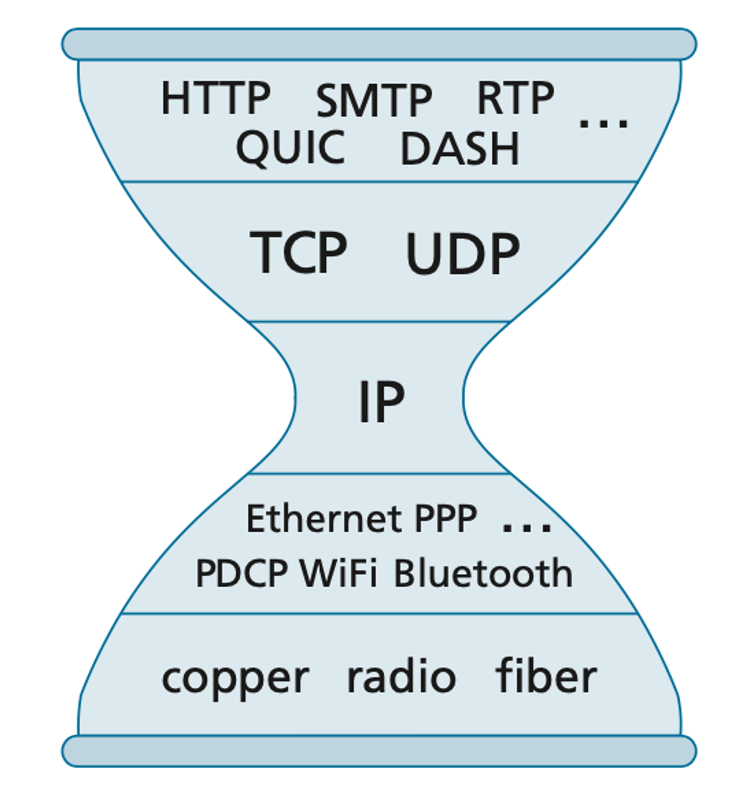 HTTP SMTP RTP ...
QUIC DASH
TCP UDP
IP
Ethernet PPP ...
PDCP WiFi Bluetooth
copper radio fiber